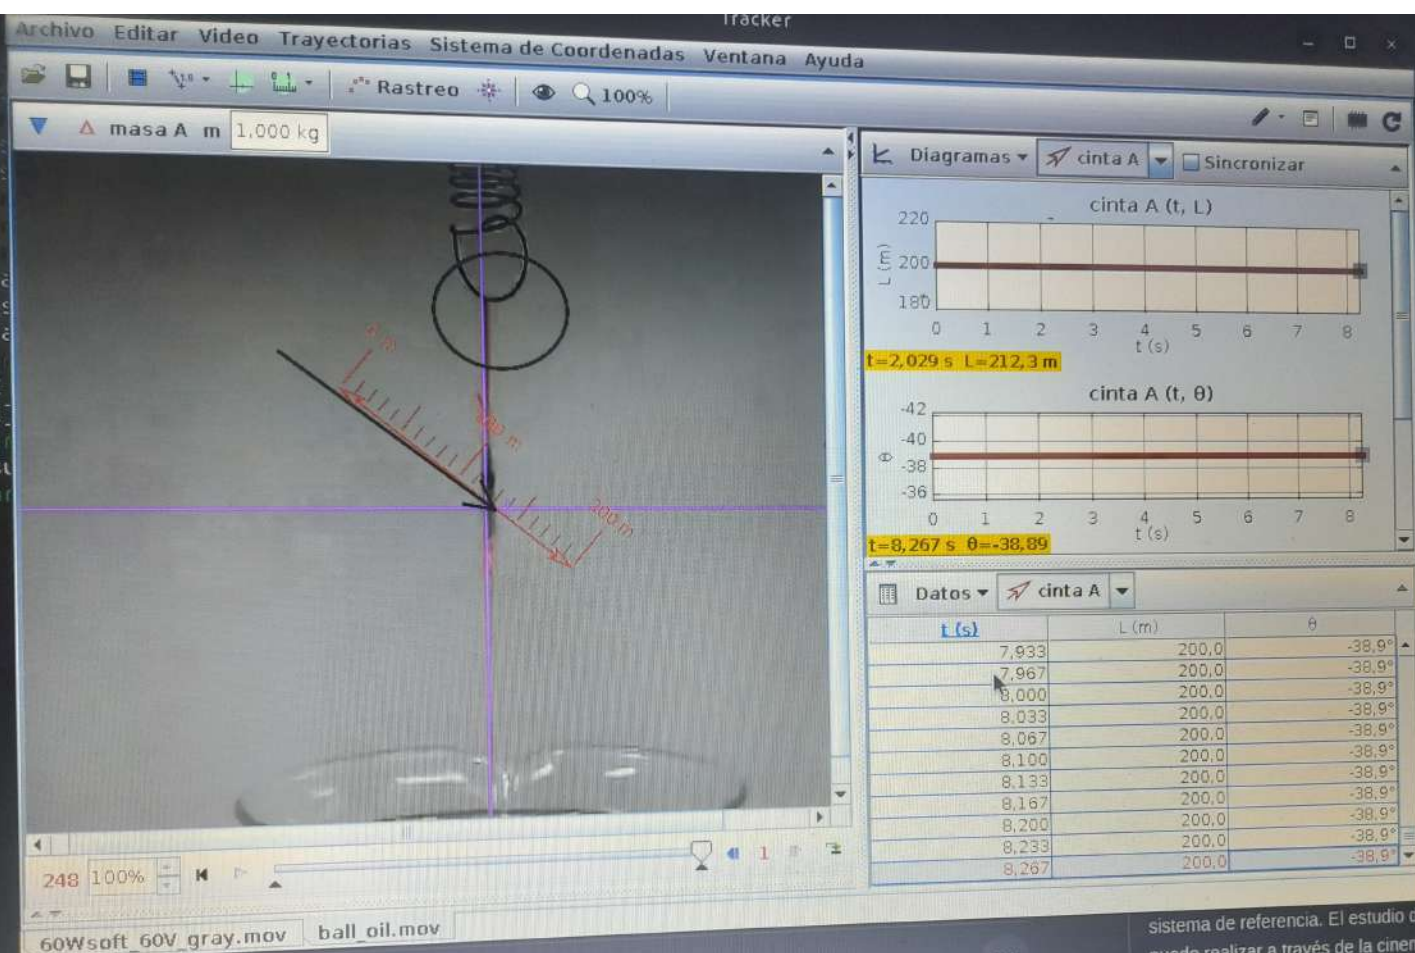 Tracker
Archivo Editar Video Trayectorias Sistema de Coordenadas Ventana Ayuda
Rastreo 100%
masa A m 1,000 kg
Diagramas cinta A Sincronizar
cinta A (t, L)
220
200
180
L (m)
0 1 2 3 4 5 6 7 8
t (s)
t=2,029 s L=212,3 m
cinta A (t, θ)
-42
-40
-38
-36
θ
0 1 2 3 4 5 6 7 8
t (s)
t=8,267 s θ=-38,89
200 m
Datos cinta A
t (s) L (m) θ
7,933 200,0 -38,9°
7,967 200,0 -38,9°
8,000 200,0 -38,9°
8,033 200,0 -38,9°
8,067 200,0 -38,9°
8,100 200,0 -38,9°
8,133 200,0 -38,9°
8,167 200,0 -38,9°
8,200 200,0 -38,9°
8,233 200,0 -38,9°
8,267 200,0 -38,9°
248 100% 1
60Wsoft_60V_gray.mov ball_oil.mov
sistema de referencia. El estudio
realizar a través de la